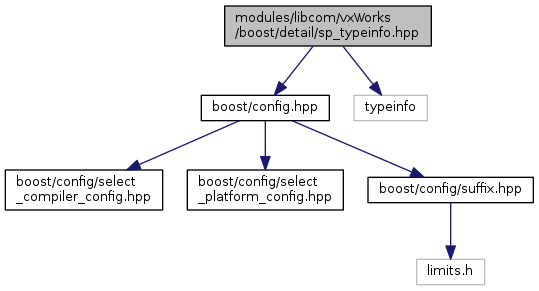 modules/libcom/vxWorks
/boost/detail/sp_typeinfo.hpp
boost/config.hpp
typeinfo
boost/config/select
_compiler_config.hpp
boost/config/select
_platform_config.hpp
boost/config/suffix.hpp
limits.h